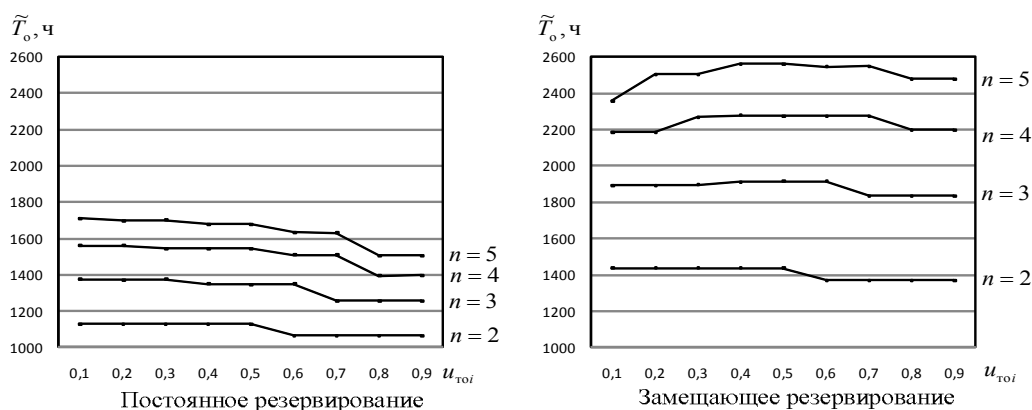 T̃ₒ, ч
2600
2400
2200
2000
1800
1600
1400
1200
1000
n = 5
n = 4
n = 3
n = 2
0,1 0,2 0,3 0,4 0,5 0,6 0,7 0,8 0,9 u тоi
Постоянное резервирование
T̃ₒ, ч
2600
2400
2200
2000
1800
1600
1400
1200
1000
n = 5
n = 4
n = 3
n = 2
0,1 0,2 0,3 0,4 0,5 0,6 0,7 0,8 0,9 u тоi
Замещающее резервирование